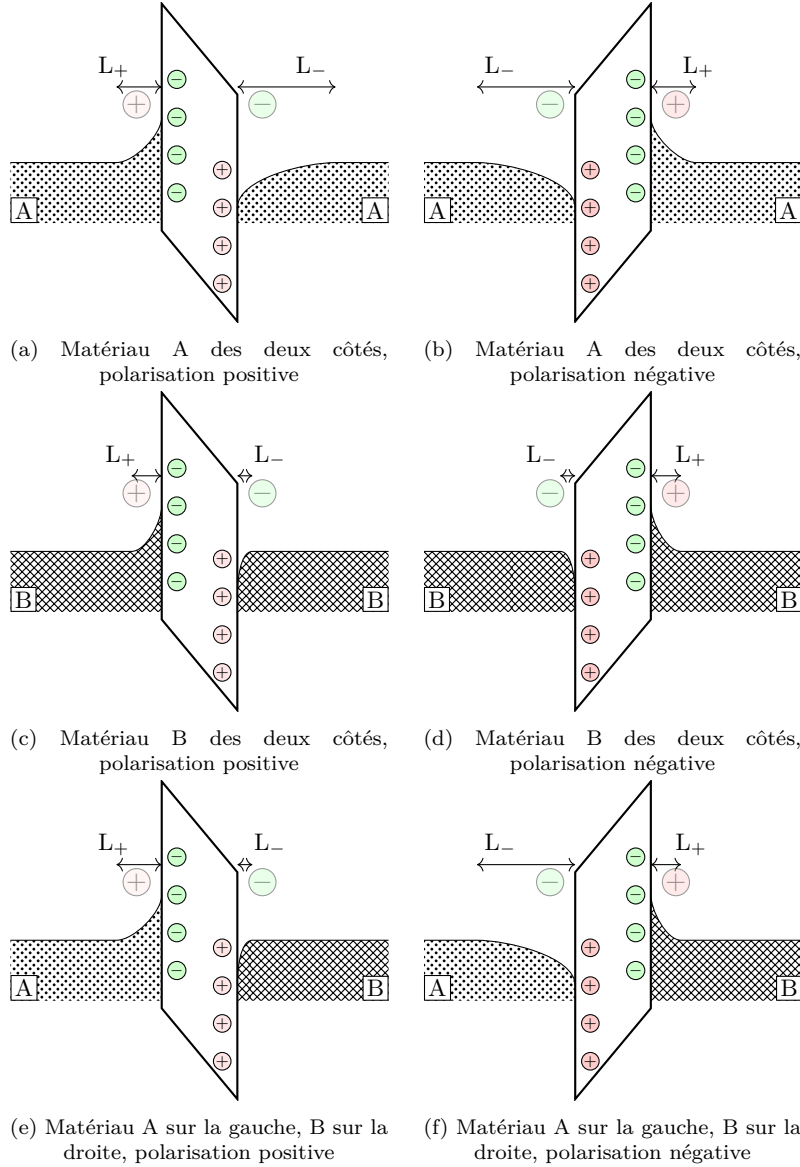 L₊ L₋
+ −
− − − −
+ + + +
A A
L₋ L₊
− +
− − − −
+ + + +
A A
(a) Matériau A des deux côtés,
polarisation positive
(b) Matériau A des deux côtés,
polarisation négative
L₊ L₋
+ −
− − − −
+ + + +
B B
L₋ L₊
− +
− − − −
+ + + +
B B
(c) Matériau B des deux côtés,
polarisation positive
(d) Matériau B des deux côtés,
polarisation négative
L₊ L₋
+ −
− − − −
+ + + +
A B
L₋ L₊
− +
− − − −
+ + + +
A B
(e) Matériau A sur la gauche, B sur la
droite, polarisation positive
(f) Matériau A sur la gauche, B sur la
droite, polarisation négative